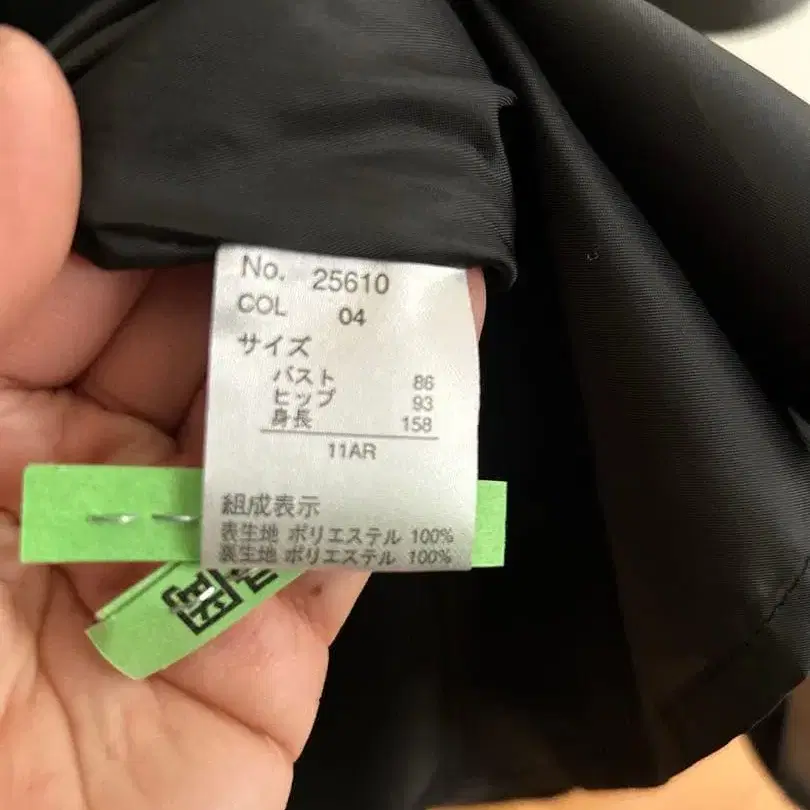 No. 25610
COL 04
サイズ
バスト 86
ヒップ 93
身長 158
11AR
組成表示
表生地 ポリエステル 100%
裏生地 ポリエステル 100%